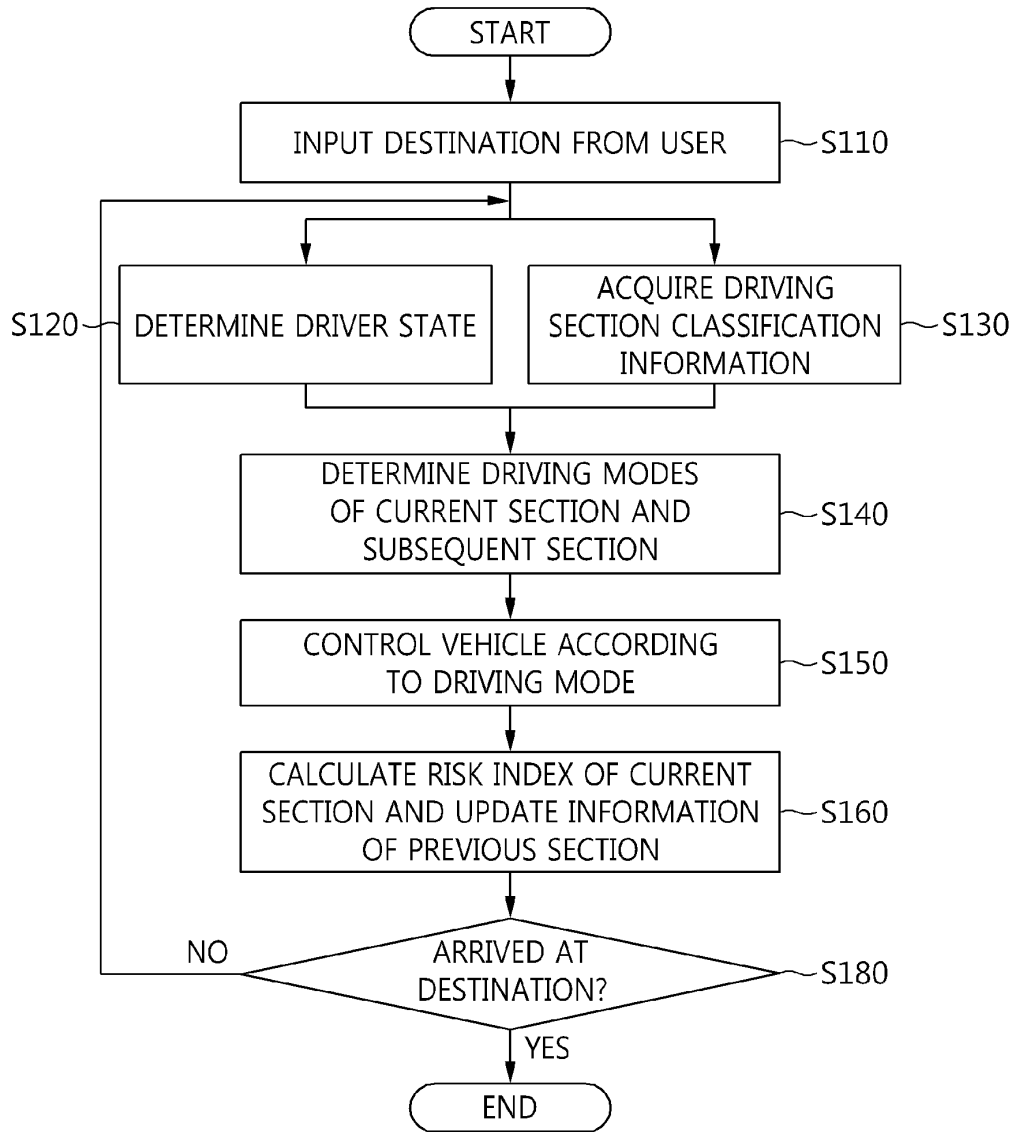 START
INPUT DESTINATION FROM USER
S110
S120
DETERMINE DRIVER STATE
ACQUIRE DRIVING
SECTION CLASSIFICATION
INFORMATION
S130
DETERMINE DRIVING MODES
OF CURRENT SECTION AND
SUBSEQUENT SECTION
S140
CONTROL VEHICLE ACCORDING
TO DRIVING MODE
S150
CALCULATE RISK INDEX OF CURRENT
SECTION AND UPDATE INFORMATION
OF PREVIOUS SECTION
S160
NO
ARRIVED AT
DESTINATION?
S180
YES
END